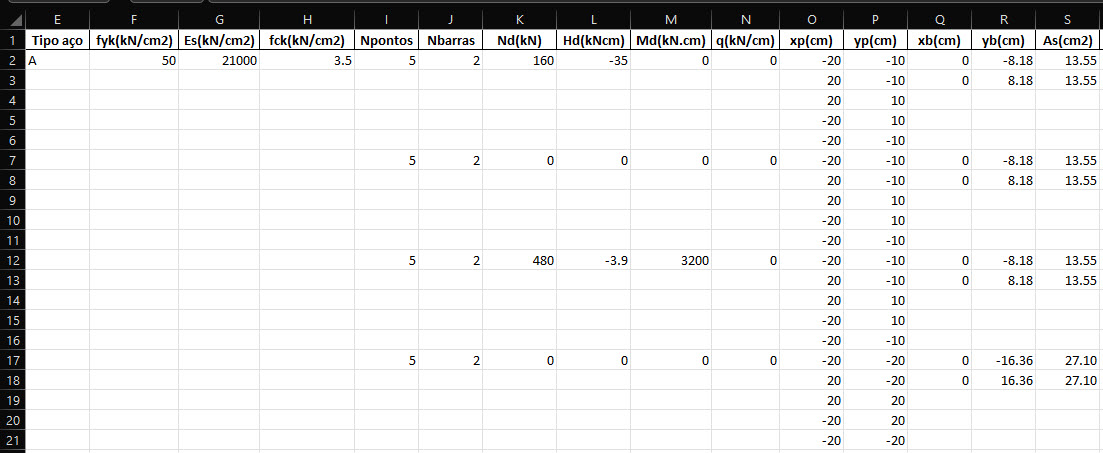 E F G H I J K L M N O P Q R S
1 Tipo aço fyk(kN/cm2) Es(kN/cm2) fck(kN/cm2) Npontos Nbarras Nd(kN) Hd(kNcm) Md(kN.cm) q(kN/cm) xp(cm) yp(cm) xb(cm) yb(cm) As(cm2)
2 A 50 21000 3.5 5 2 160 -35 0 0 -20 -10 0 -8.18 13.55
3 20 -10 0 8.18 13.55
4 20 10
5 -20 10
6 -20 -10
7 5 2 0 0 0 0 -20 -10 0 -8.18 13.55
8 20 -10 0 8.18 13.55
9 20 10
10 -20 10
11 -20 -10
12 5 2 480 -3.9 3200 0 -20 -10 0 -8.18 13.55
13 20 -10 0 8.18 13.55
14 20 10
15 -20 10
16 -20 -10
17 5 2 0 0 0 0 -20 -20 0 -16.36 27.10
18 20 -20 0 16.36 27.10
19 20 20
20 -20 20
21 -20 -20